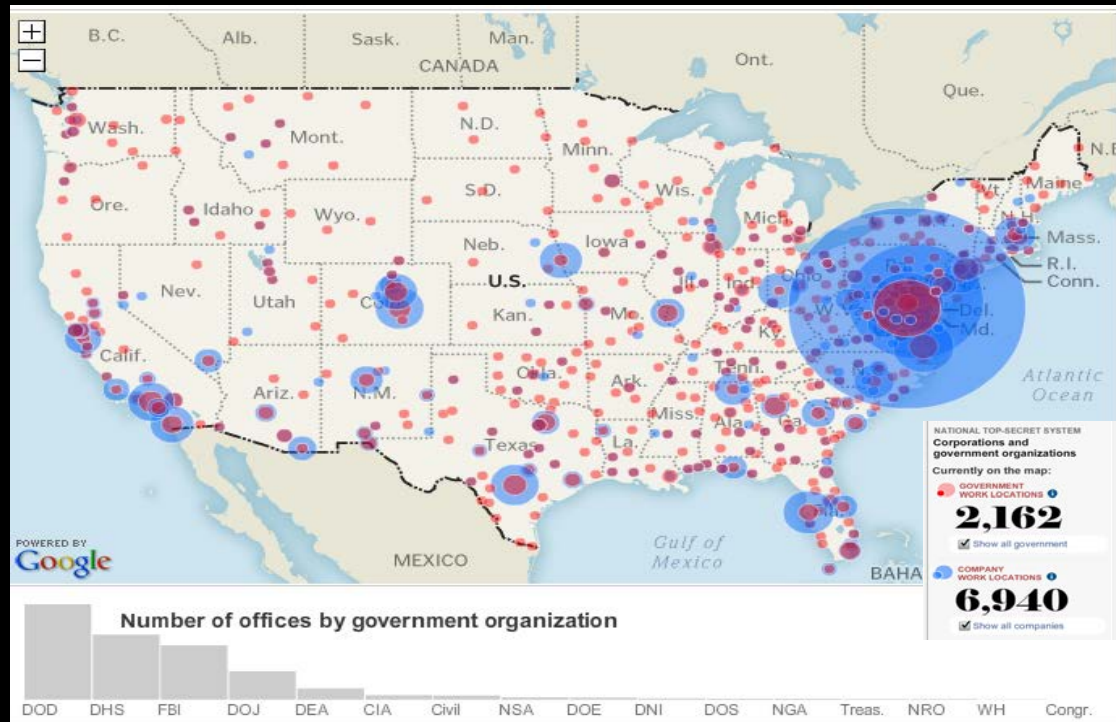 +
−
B.C.
Alb.
Sask.
Man.
CANADA
Ont.
Que.
Wash.
Mont.
N.D.
Minn.
Ore.
Idaho
Wyo.
S.D.
Wis.
Mich.
Vt.
Maine
N.H.
Mass.
R.I.
Conn.
Nev.
Utah
Neb.
Iowa
U.S.
Ill.
Ind.
Ohio
Del.
Md.
Calif.
Kan.
Mo.
Ky.
W.V.
Ariz.
N.M.
Okla.
Ark.
Tenn.
Texas
La.
Miss.
Ala.
Ga.
Atlantic
Ocean
MEXICO
Gulf of
Mexico
BAHA
POWERED BY
Google
NATIONAL TOP-SECRET SYSTEM
Corporations and
government organizations
Currently on the map:
GOVERNMENT
WORK LOCATIONS
2,162
Show all government
COMPANY
WORK LOCATIONS
6,940
Show all companies
Number of offices by government organization
DOD DHS FBI DOJ DEA CIA Civil NSA DOE DNI DOS NGA Treas. NRO WH Congr.